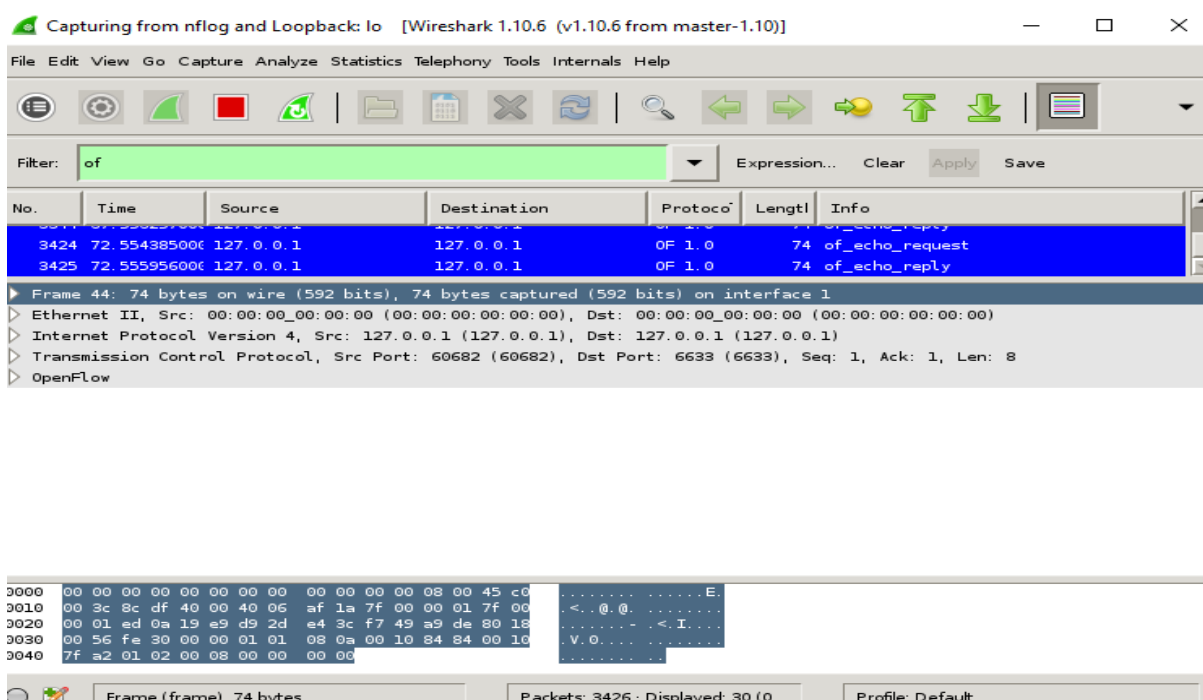 Capturing from nflog and Loopback: lo [Wireshark 1.10.6 (v1.10.6 from master-1.10)]
File Edit View Go Capture Analyze Statistics Telephony Tools Internals Help
Filter: of Expression... Clear Apply Save
No. Time Source Destination Protoco Lengtl Info
3424 72.55438500( 127.0.0.1 127.0.0.1 OF 1.0 74 of_echo_request
3425 72.55595600( 127.0.0.1 127.0.0.1 OF 1.0 74 of_echo_reply
Frame 44: 74 bytes on wire (592 bits), 74 bytes captured (592 bits) on interface 1
Ethernet II, Src: 00:00:00_00:00:00 (00:00:00:00:00:00), Dst: 00:00:00_00:00:00 (00:00:00:00:00:00)
Internet Protocol Version 4, Src: 127.0.0.1 (127.0.0.1), Dst: 127.0.0.1 (127.0.0.1)
Transmission Control Protocol, Src Port: 60682 (60682), Dst Port: 6633 (6633), Seq: 1, Ack: 1, Len: 8
OpenFlow
0000 00 00 00 00 00 00 00 00 00 00 00 00 08 00 45 c0 ........ ......E.
0010 00 3c 8c df 40 00 40 06 af 1a 7f 00 00 01 7f 00 .<..@.@. ........
0020 00 01 ed 0a 19 e9 d9 2d e4 3c f7 49 a9 de 80 18 .......- .<.I....
0030 00 56 fe 30 00 00 01 01 08 0a 00 10 84 84 00 10 .V.0.... ........
0040 7f a2 01 02 00 08 00 00 00 00 ........ ..
Frame (frame), 74 bytes Packets: 3426 · Displayed: 30 (0 Profile: Default